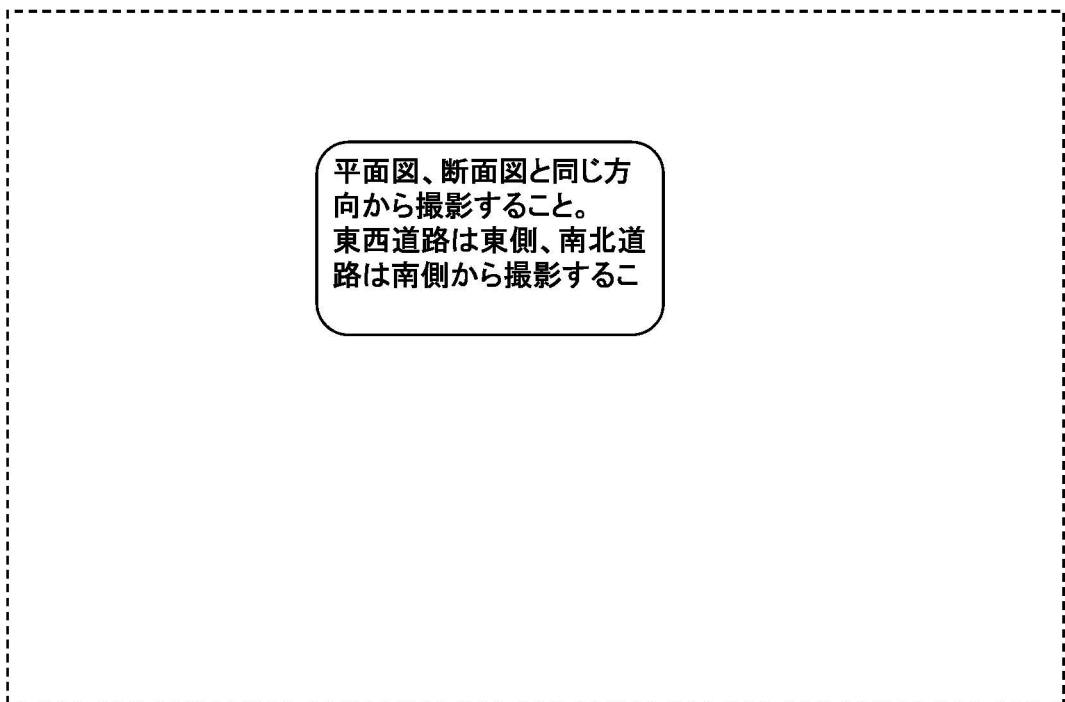 平面図、断面図と同じ方
向から撮影すること。
東西道路は東側、南北道
路は南側から撮影するこ